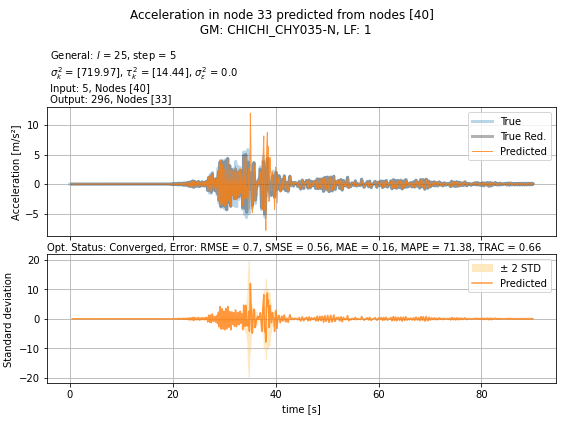 Acceleration in node 33 predicted from nodes [40]
GM: CHICHI_CHY035-N, LF: 1
General: l = 25, step = 5
σ²ₖ = [719.97], τ²ₖ = [14.44], σ²ε = 0.0
Input: 5, Nodes [40]
Output: 296, Nodes [33]
Acceleration [m/s²]
10
5
0
−5
True
True Red.
Predicted
Opt. Status: Converged, Error: RMSE = 0.7, SMSE = 0.56, MAE = 0.16, MAPE = 71.38, TRAC = 0.66
Standard deviation
20
10
0
−10
−20
± 2 STD
Predicted
0 20 40 60 80
time [s]